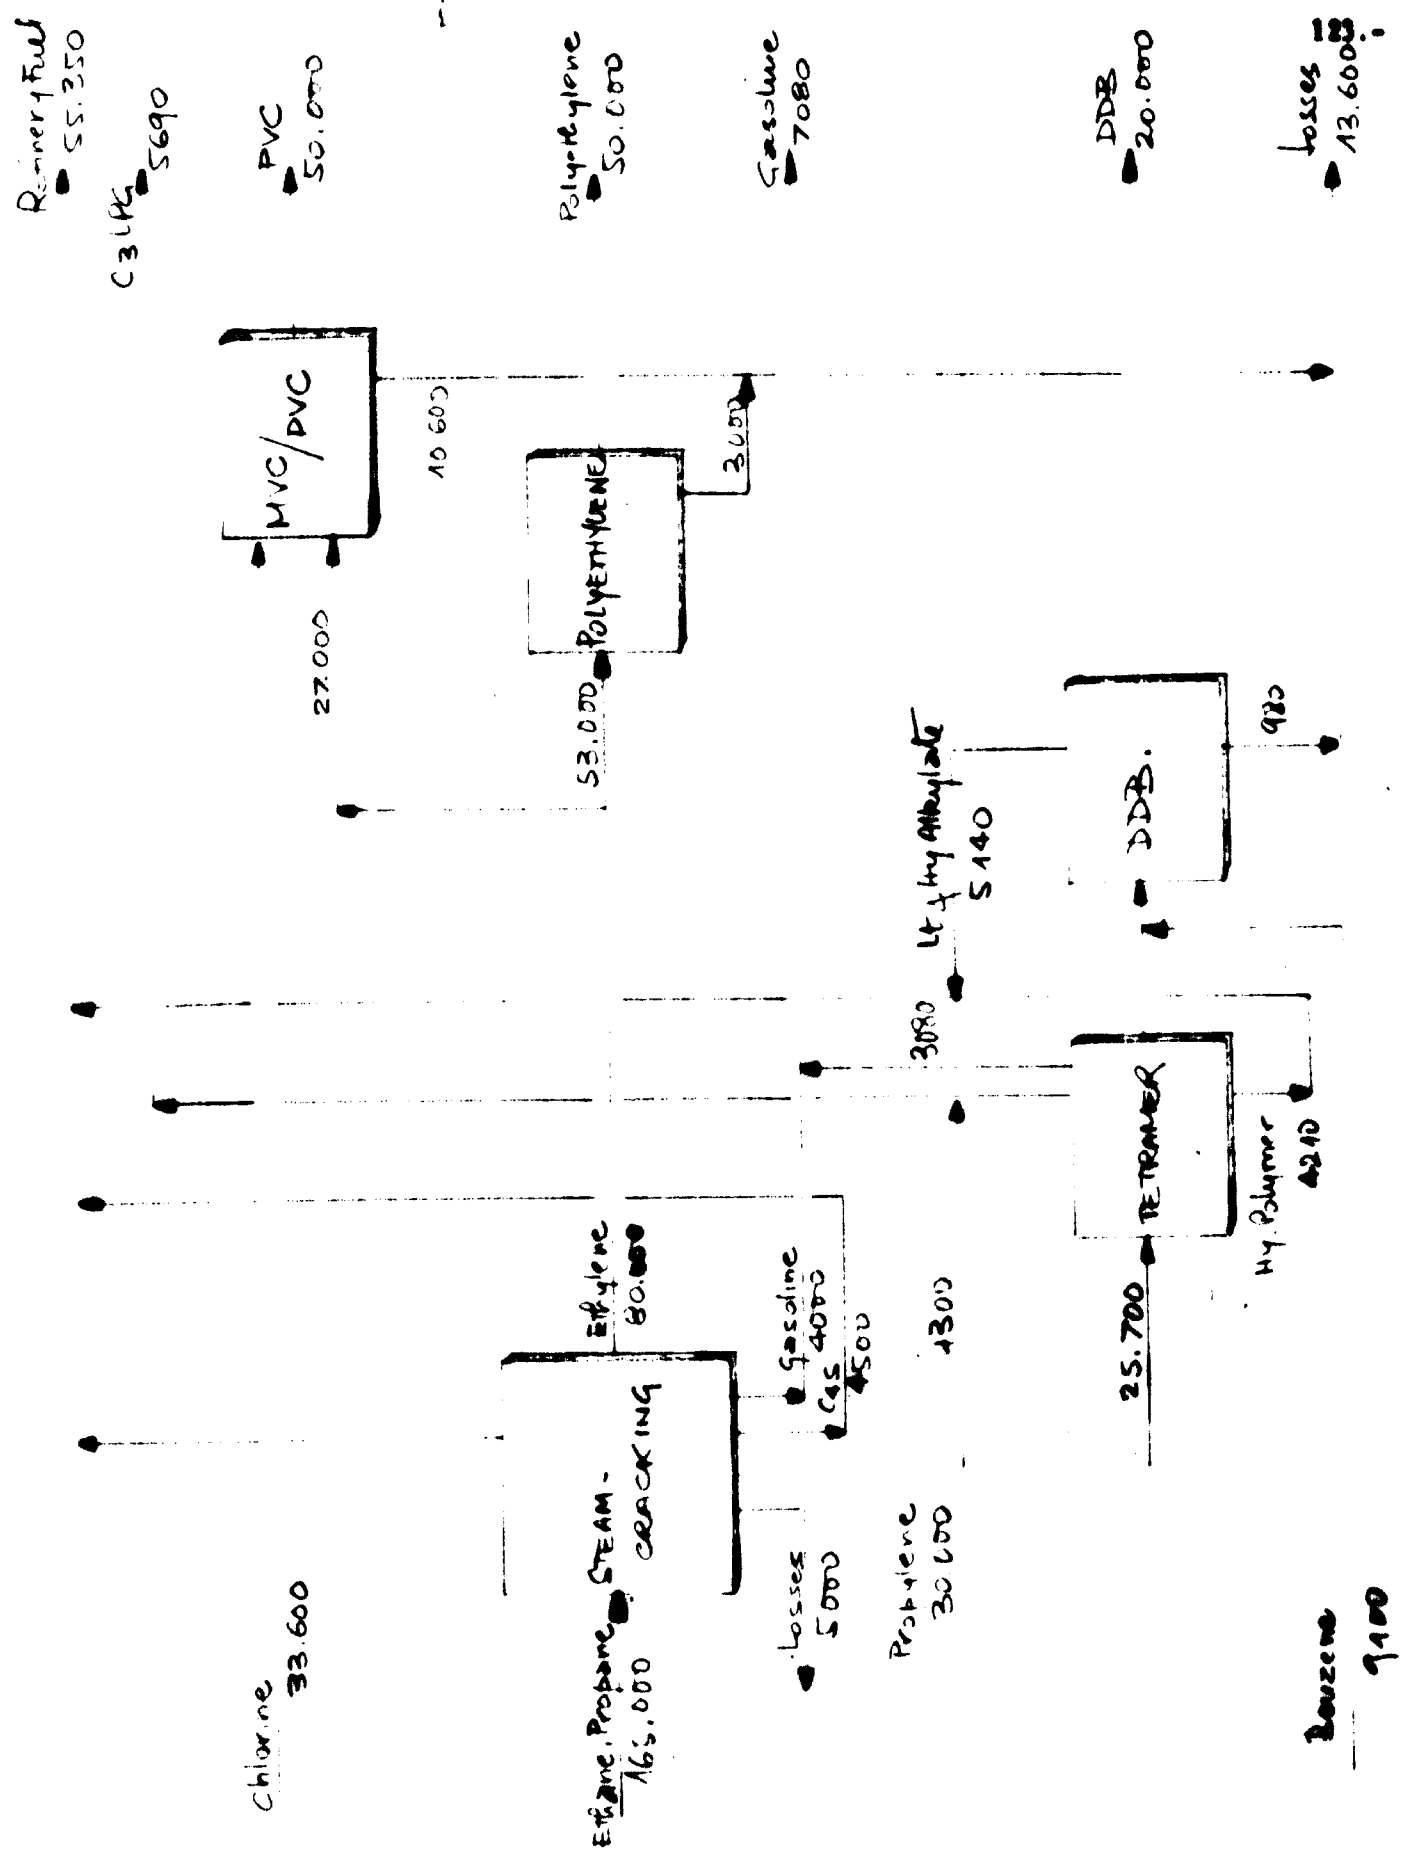 123.-
Refinery Fuel
55.350
C3 LPG
5690
PVC
50.000
Polyethylene
50.000
Gasoline
7080
DDB
20.000
Losses
13.600
MVC/PVC
10 600
27.000
POLYETHYLENE
3000
53.000
Lt + Hy Alkylate
5140
DDB.
980
3080
TETRAMER
25.700
Hy. Polymer
4210
Ethylene
80.000
Gasoline
4000
C4s
4500
4300
STEAM-
CRACKING
Ethane, Propane
165.000
Losses
5000
Propylene
30.000
Chlorine
33.600
Benzene
9100